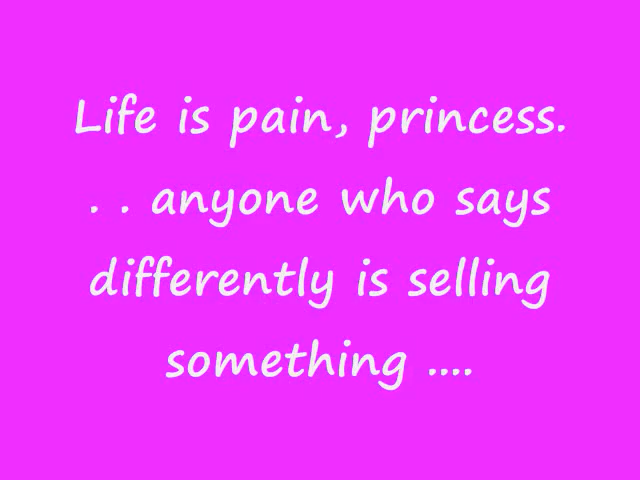 Life is pain, princess.
. . anyone who says
differently is selling
something ....